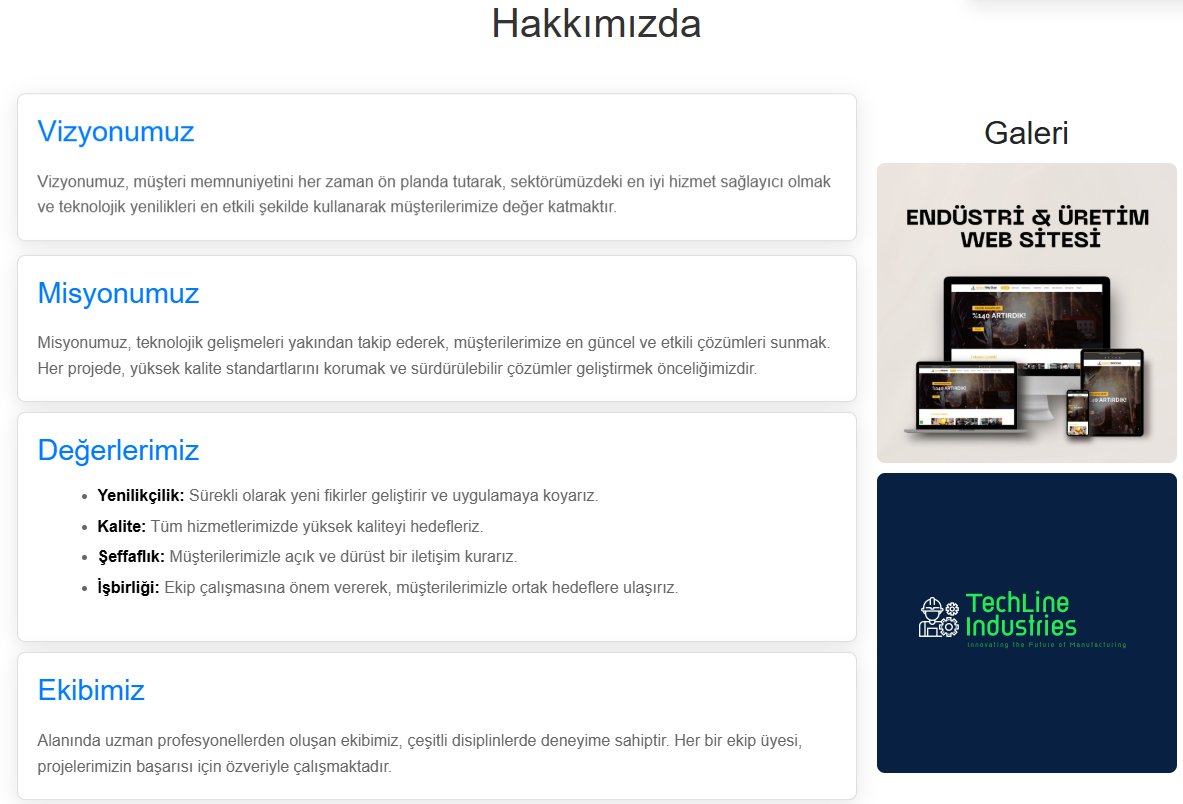 Hakkımızda
Vizyonumuz
Vizyonumuz, müşteri memnuniyetini her zaman ön planda tutarak, sektörümüzdeki en iyi hizmet sağlayıcı olmak
ve teknolojik yenilikleri en etkili şekilde kullanarak müşterilerimize değer katmaktır.
Misyonumuz
Misyonumuz, teknolojik gelişmeleri yakından takip ederek, müşterilerimize en güncel ve etkili çözümleri sunmak.
Her projede, yüksek kalite standartlarını korumak ve sürdürülebilir çözümler geliştirmek önceliğimizdir.
Değerlerimiz
Yenilikçilik: Sürekli olarak yeni fikirler geliştirir ve uygulamaya koyarız.
Kalite: Tüm hizmetlerimizde yüksek kaliteyi hedefleriz.
Şeffaflık: Müşterilerimizle açık ve dürüst bir iletişim kurarız.
İşbirliği: Ekip çalışmasına önem vererek, müşterilerimizle ortak hedeflere ulaşırız.
Ekibimiz
Alanında uzman profesyonellerden oluşan ekibimiz, çeşitli disiplinlerde deneyime sahiptir. Her bir ekip üyesi,
projelerimizin başarısı için özveriyle çalışmaktadır.
Galeri
ENDÜSTRİ & ÜRETİM
WEB SİTESİ
%140 ARTIRDIK!
TechLine
Industries
Innovating the Future of Manufacturing